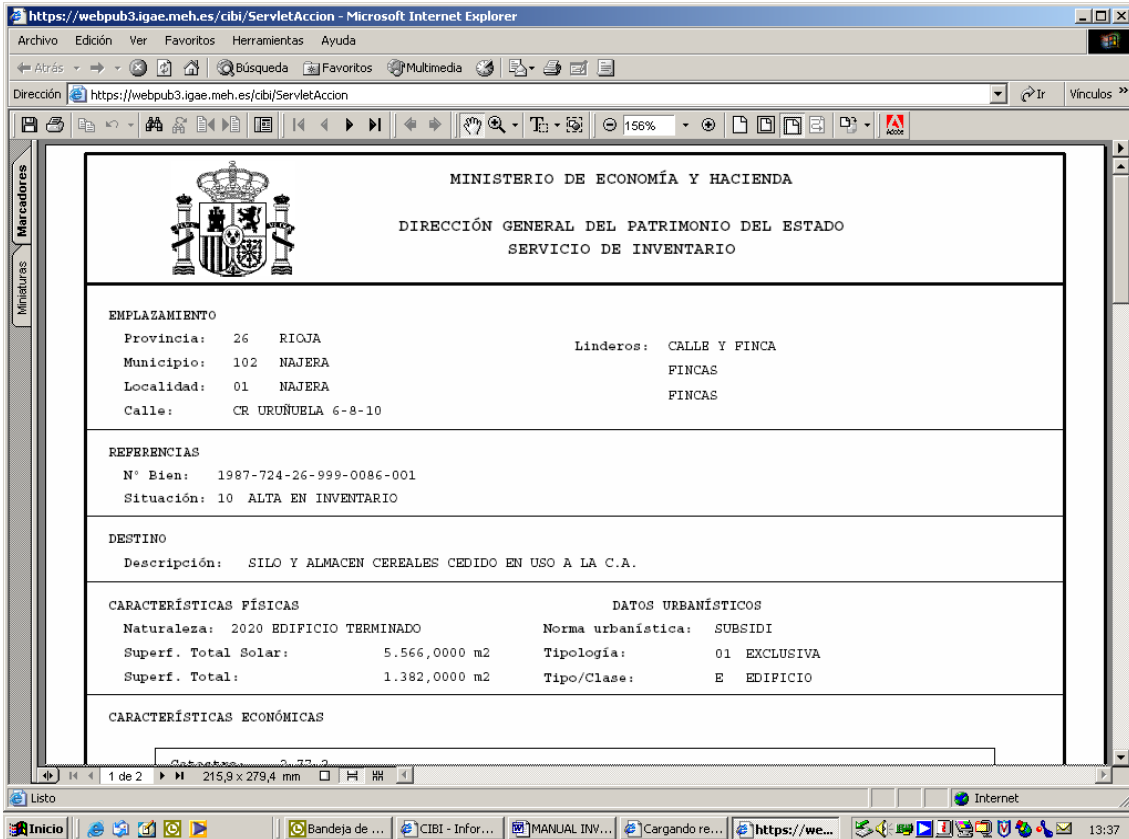 https://webpub3.igae.meh.es/cibi/ServletAccion - Microsoft Internet Explorer
Archivo Edición Ver Favoritos Herramientas Ayuda
Atrás Búsqueda Favoritos Multimedia
Dirección https://webpub3.igae.meh.es/cibi/ServletAccion Ir Vínculos »
156% Adobe
Marcadores
Miniaturas
MINISTERIO DE ECONOMÍA Y HACIENDA
DIRECCIÓN GENERAL DEL PATRIMONIO DEL ESTADO
SERVICIO DE INVENTARIO
EMPLAZAMIENTO
Provincia: 26 RIOJA
Linderos: CALLE Y FINCA
Municipio: 102 NAJERA
FINCAS
Localidad: 01 NAJERA
FINCAS
Calle: CR URUÑUELA 6-8-10
REFERENCIAS
N° Bien: 1987-724-26-999-0086-001
Situación: 10 ALTA EN INVENTARIO
DESTINO
Descripción: SILO Y ALMACEN CEREALES CEDIDO EN USO A LA C.A.
CARACTERÍSTICAS FÍSICAS DATOS URBANÍSTICOS
Naturaleza: 2020 EDIFICIO TERMINADO Norma urbanística: SUBSIDI
Superf. Total Solar: 5.566,0000 m2 Tipología: 01 EXCLUSIVA
Superf. Total: 1.382,0000 m2 Tipo/Clase: E EDIFICIO
CARACTERÍSTICAS ECONÓMICAS
1 de 2 215,9 x 279,4 mm
Listo Internet
Inicio Bandeja de ... CIBI - Infor... MANUAL INV... Cargando re... https://we... 13:37